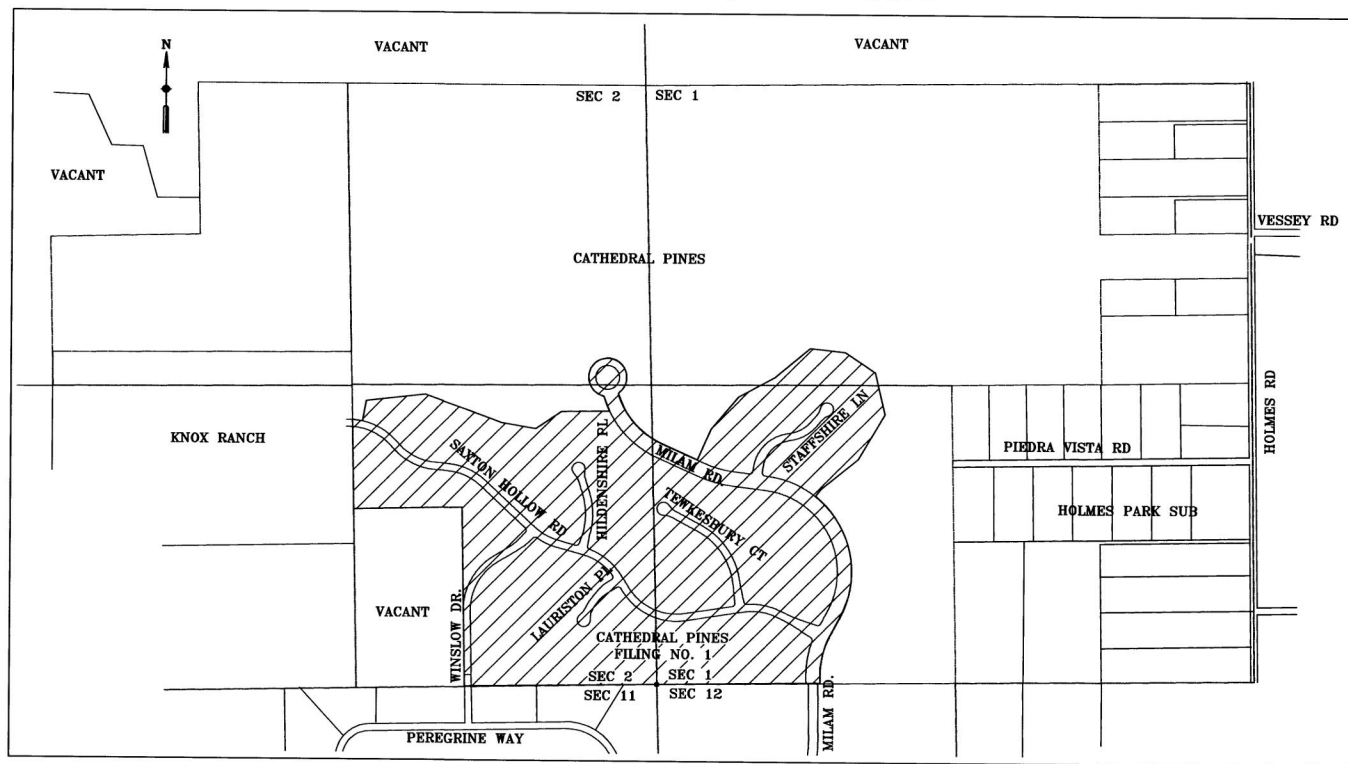 N
VACANT
VACANT
SEC 2
SEC 1
VACANT
VESSEY RD
CATHEDRAL PINES
HOLMES RD
KNOX RANCH
SAXTON HOLLOW RD
HILDENSHIRE PL
MILAM RD.
STAFFSHIRE LN
PIEDRA VISTA RD
TEWKESBURY CT
HOLMES PARK SUB
LAURISTON PT
VACANT
WINSLOW DR.
CATHEDRAL PINES
FILING NO. 1
SEC 2
SEC 1
SEC 11
SEC 12
MILAM RD.
PEREGRINE WAY